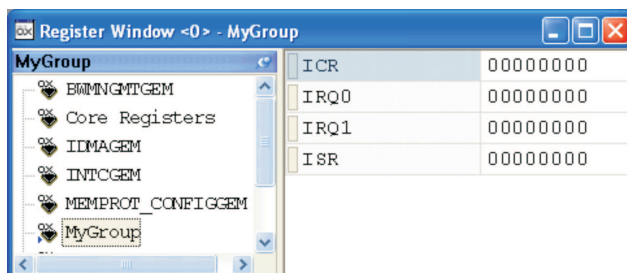 Register Window <0> - MyGroup
MyGroup
BWMNGMTGEM
Core Registers
IDMAGEM
INTCGEM
MEMPROT_CONFIGGEM
MyGroup
ICR 00000000
IRQ0 00000000
IRQ1 00000000
ISR 00000000